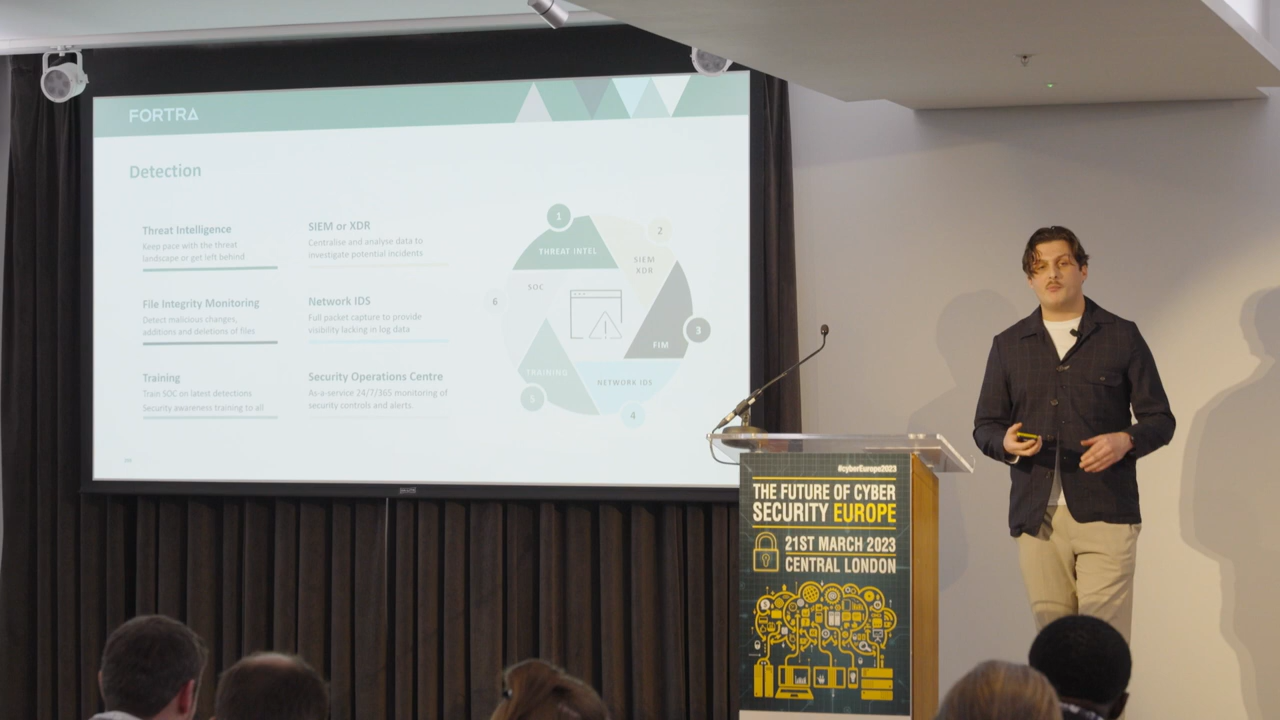 FORTRA
Detection
Threat Intelligence
Keep pace with the threat
landscape or get left behind
SIEM or XDR
Centralise and analyse data to
investigate potential incidents
File Integrity Monitoring
Detect malicious changes,
additions and deletions of files
Network IDS
Full packet capture to provide
visibility lacking in log data
Training
Train SOC on latest detections
Security awareness training to all
Security Operations Centre
As-a-service 24/7/365 monitoring of
security controls and alerts.
1
THREAT INTEL
2
SIEM
XDR
SOC
6
3
FIM
TRAINING
5
NETWORK IDS
4
#cyberEurope2023
THE FUTURE OF CYBER
SECURITY EUROPE
21ST MARCH 2023
CENTRAL LONDON